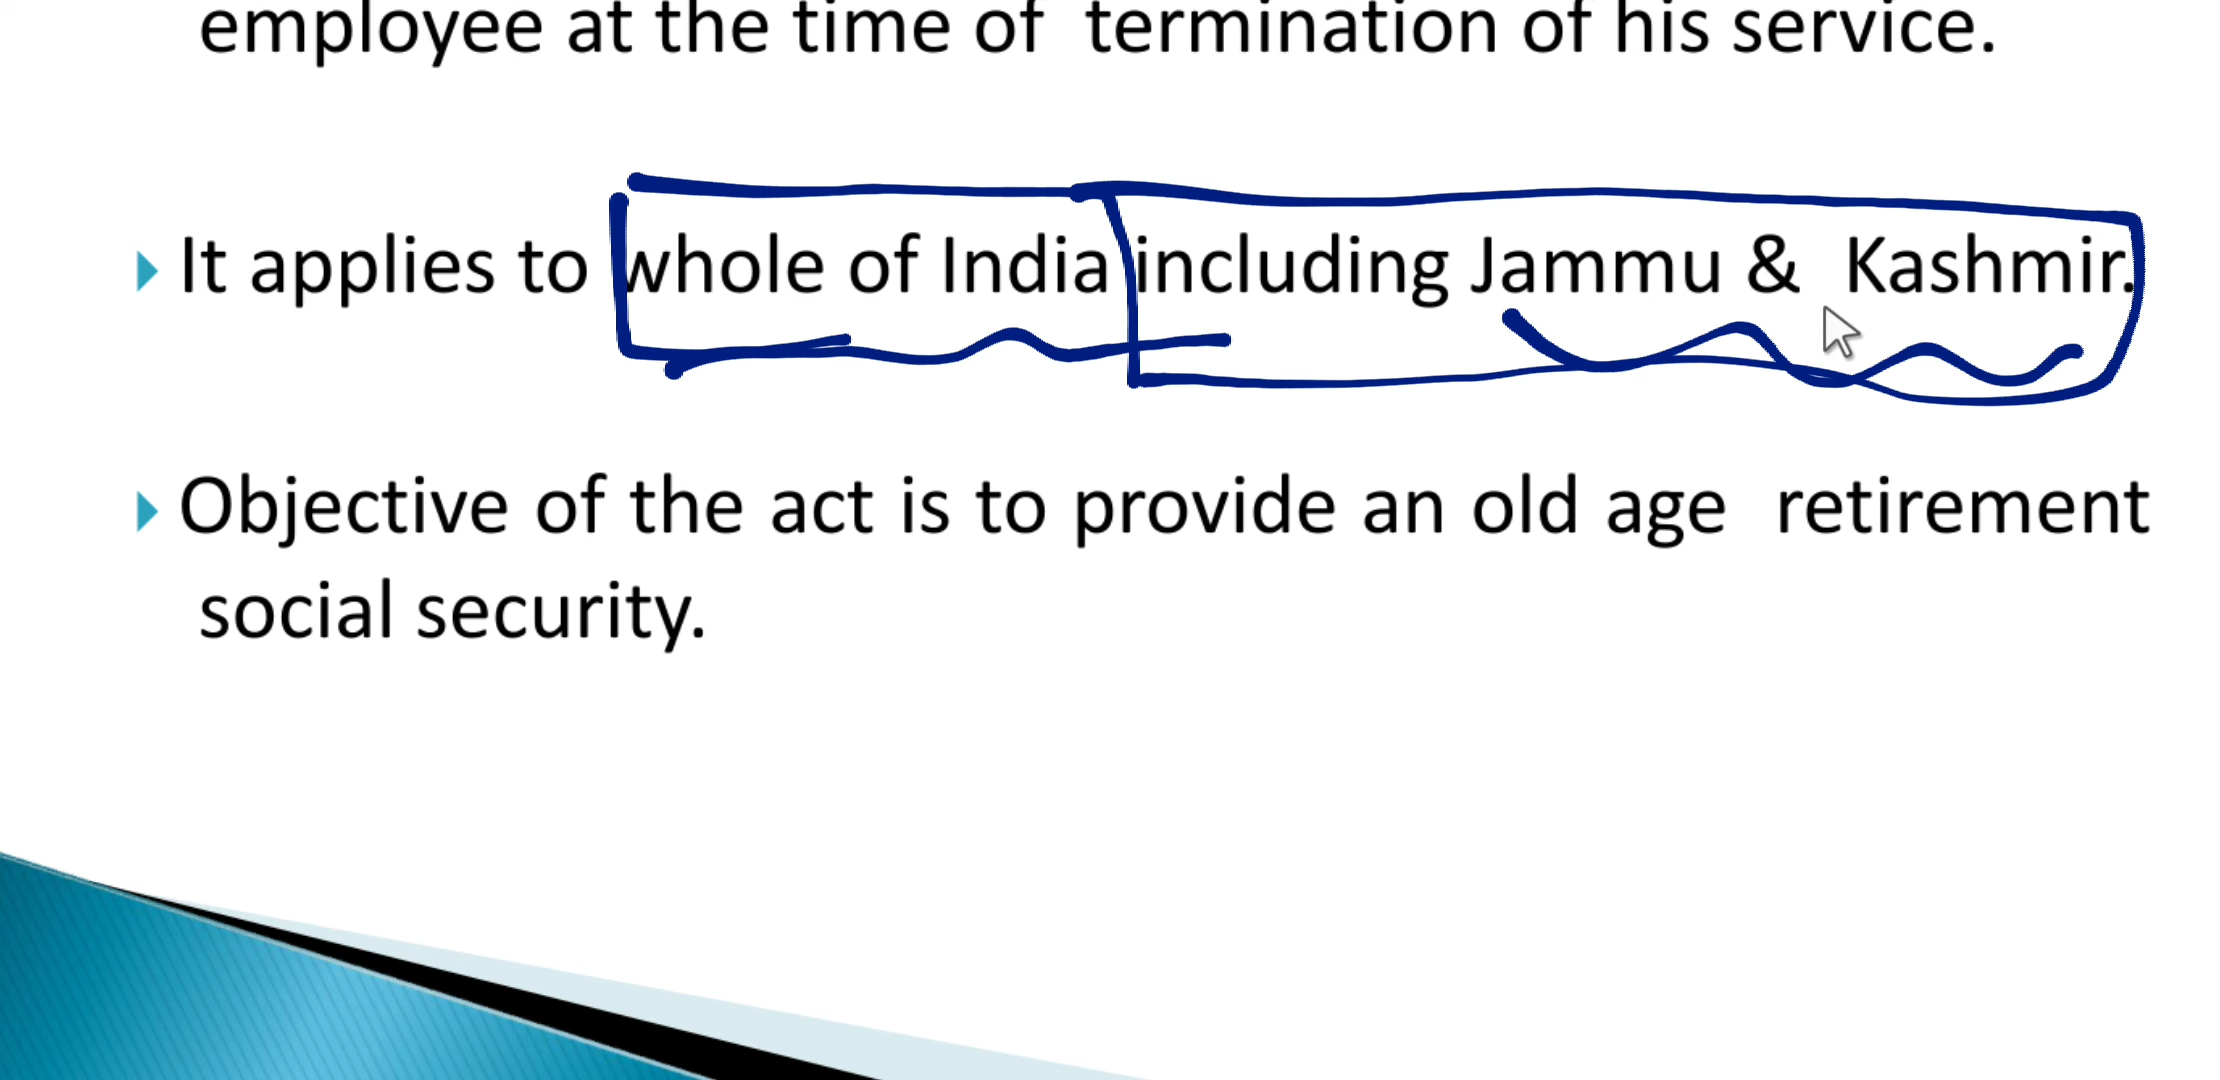 employee at the time of termination of his service.
It applies to whole of India including Jammu & Kashmir.
Objective of the act is to provide an old age retirement
social security.